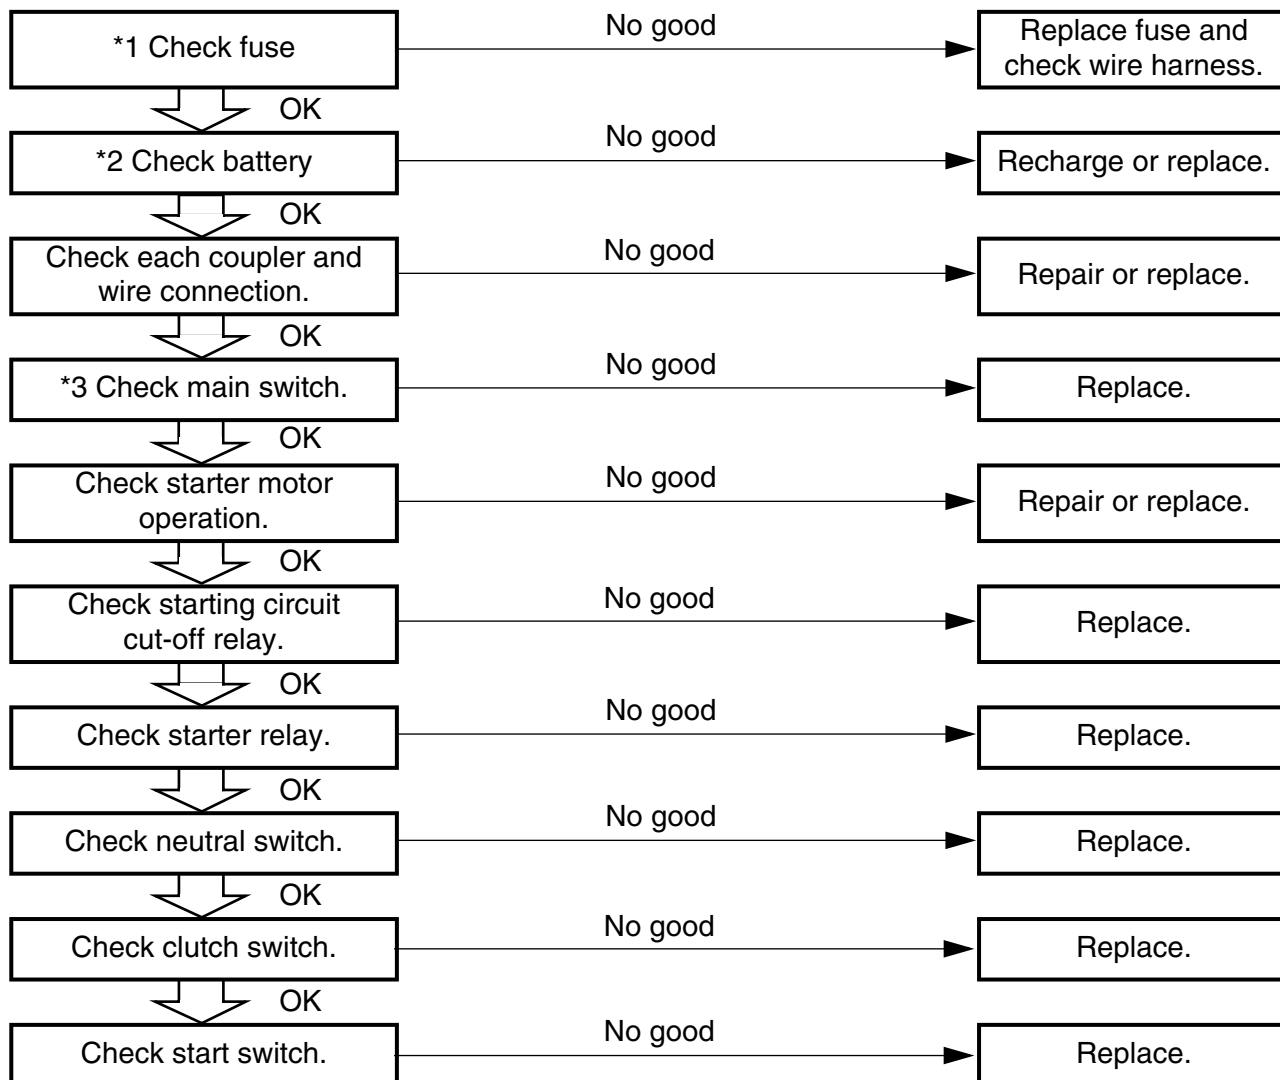 *1 Check fuse
No good
Replace fuse and
check wire harness.
OK
*2 Check battery
No good
Recharge or replace.
OK
Check each coupler and
wire connection.
No good
Repair or replace.
OK
*3 Check main switch.
No good
Replace.
OK
Check starter motor
operation.
No good
Repair or replace.
OK
Check starting circuit
cut-off relay.
No good
Replace.
OK
Check starter relay.
No good
Replace.
OK
Check neutral switch.
No good
Replace.
OK
Check clutch switch.
No good
Replace.
OK
Check start switch.
No good
Replace.